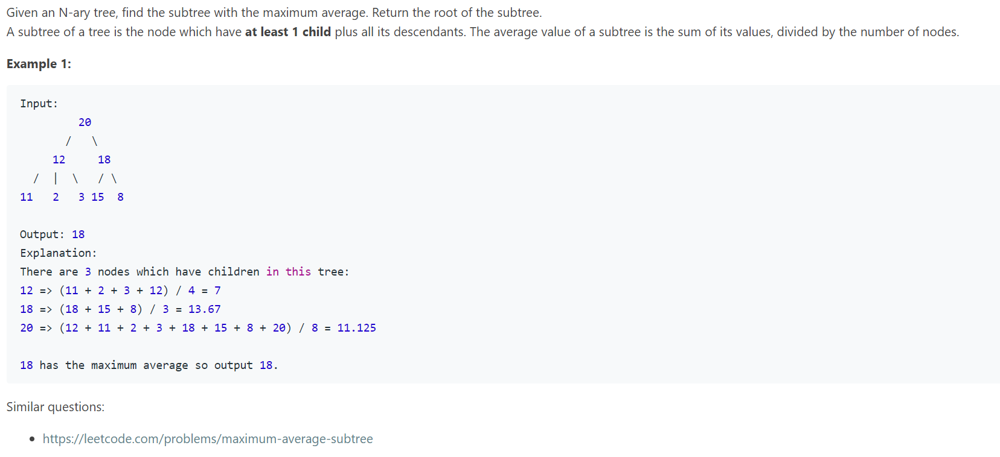 Given an N-ary tree, find the subtree with the maximum average. Return the root of the subtree.
A subtree of a tree is the node which have at least 1 child plus all its descendants. The average value of a subtree is the sum of its values, divided by the number of nodes.
Example 1:
Input:
         20
       /   \
     12     18
  /  |  \   / \
11   2   3 15  8
Output: 18
Explanation:
There are 3 nodes which have children in this tree:
12 => (11 + 2 + 3 + 12) / 4 = 7
18 => (18 + 15 + 8) / 3 = 13.67
20 => (12 + 11 + 2 + 3 + 18 + 15 + 8 + 20) / 8 = 11.125
18 has the maximum average so output 18.
Similar questions:
• https://leetcode.com/problems/maximum-average-subtree